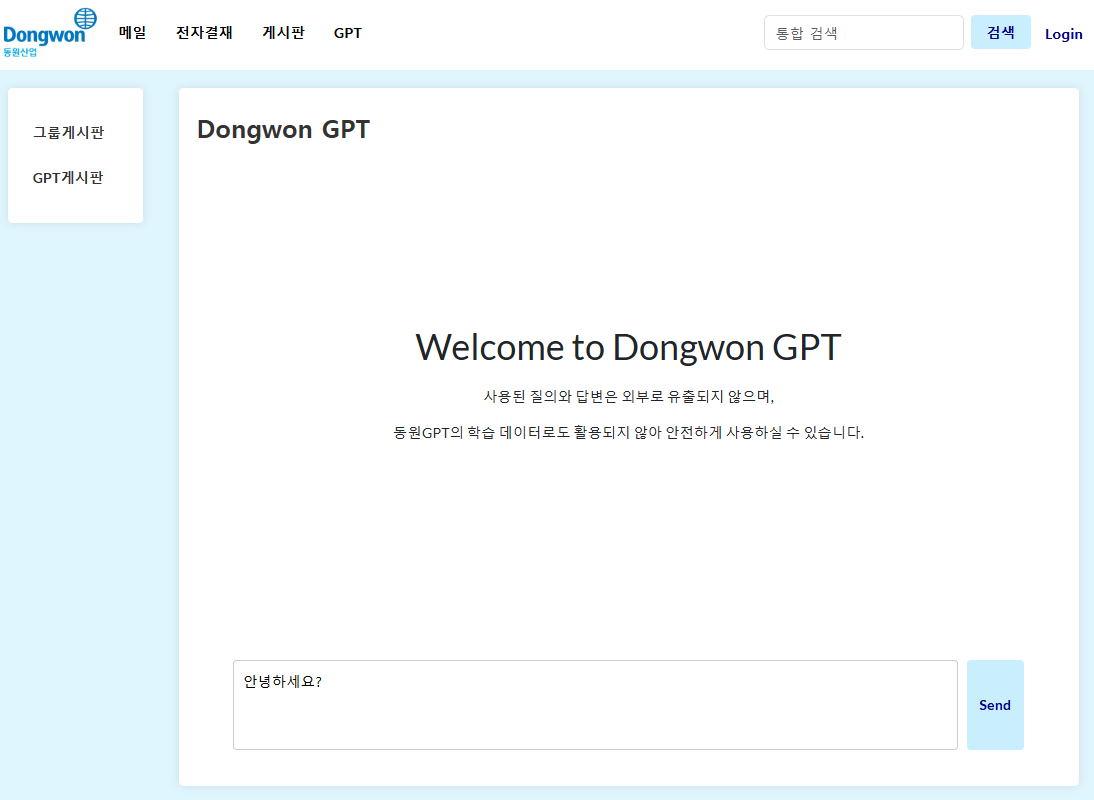 Dongwon
동원산업
메일 전자결재 게시판 GPT 통합 검색 검색 Login
그룹게시판
GPT게시판
Dongwon GPT
Welcome to Dongwon GPT
사용된 질의와 답변은 외부로 유출되지 않으며,
동원GPT의 학습 데이터로도 활용되지 않아 안전하게 사용하실 수 있습니다.
안녕하세요?
Send